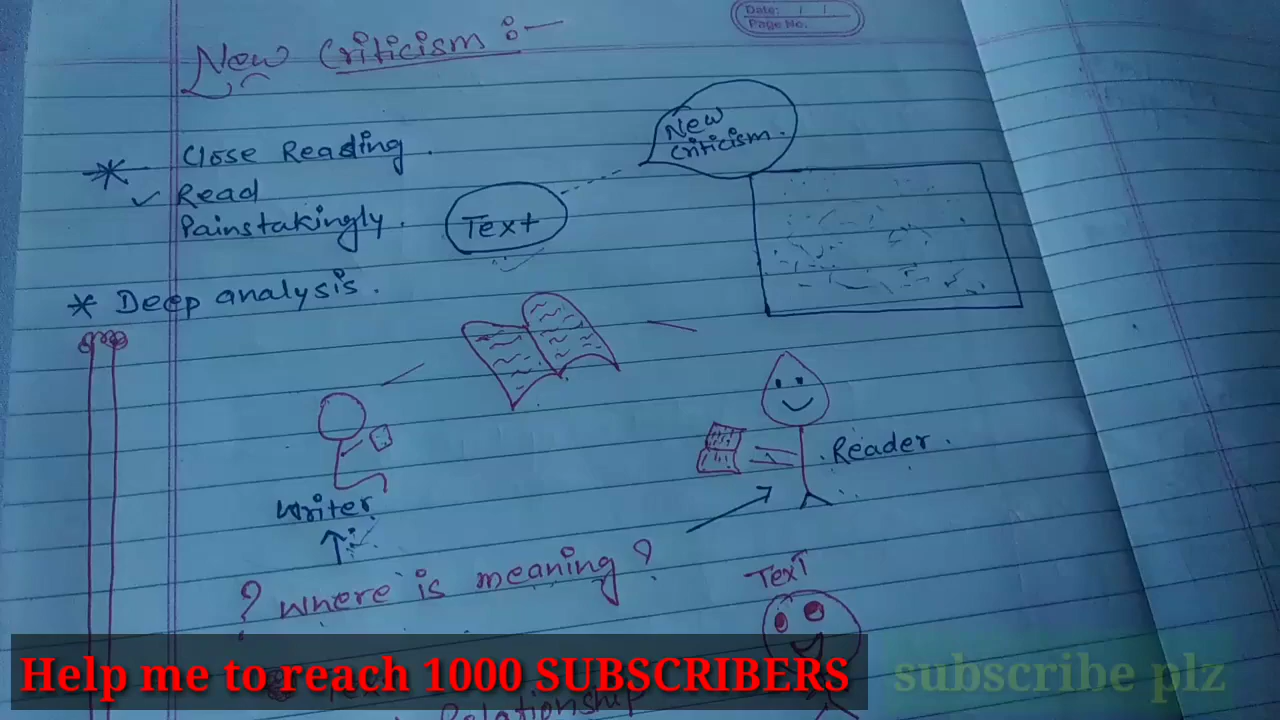 Date: / /
Page No.
New Criticism :-
* Close Reading.
✓ Read
Painstakingly.
New
Criticism.
Text
* Deep analysis.
Reader.
Writer
? Where is meaning ?
Text
Help me to reach 1000 SUBSCRIBERS
subscribe plz
Relationship